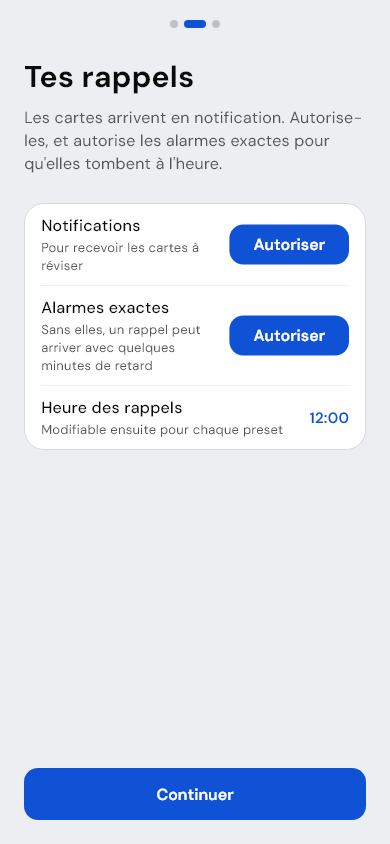 Tes rappels
Les cartes arrivent en notification. Autorise-
les, et autorise les alarmes exactes pour
qu'elles tombent à l'heure.
Notifications
Pour recevoir les cartes à
réviser
Autoriser
Alarmes exactes
Sans elles, un rappel peut
arriver avec quelques
minutes de retard
Autoriser
Heure des rappels
Modifiable ensuite pour chaque preset
12:00
Continuer